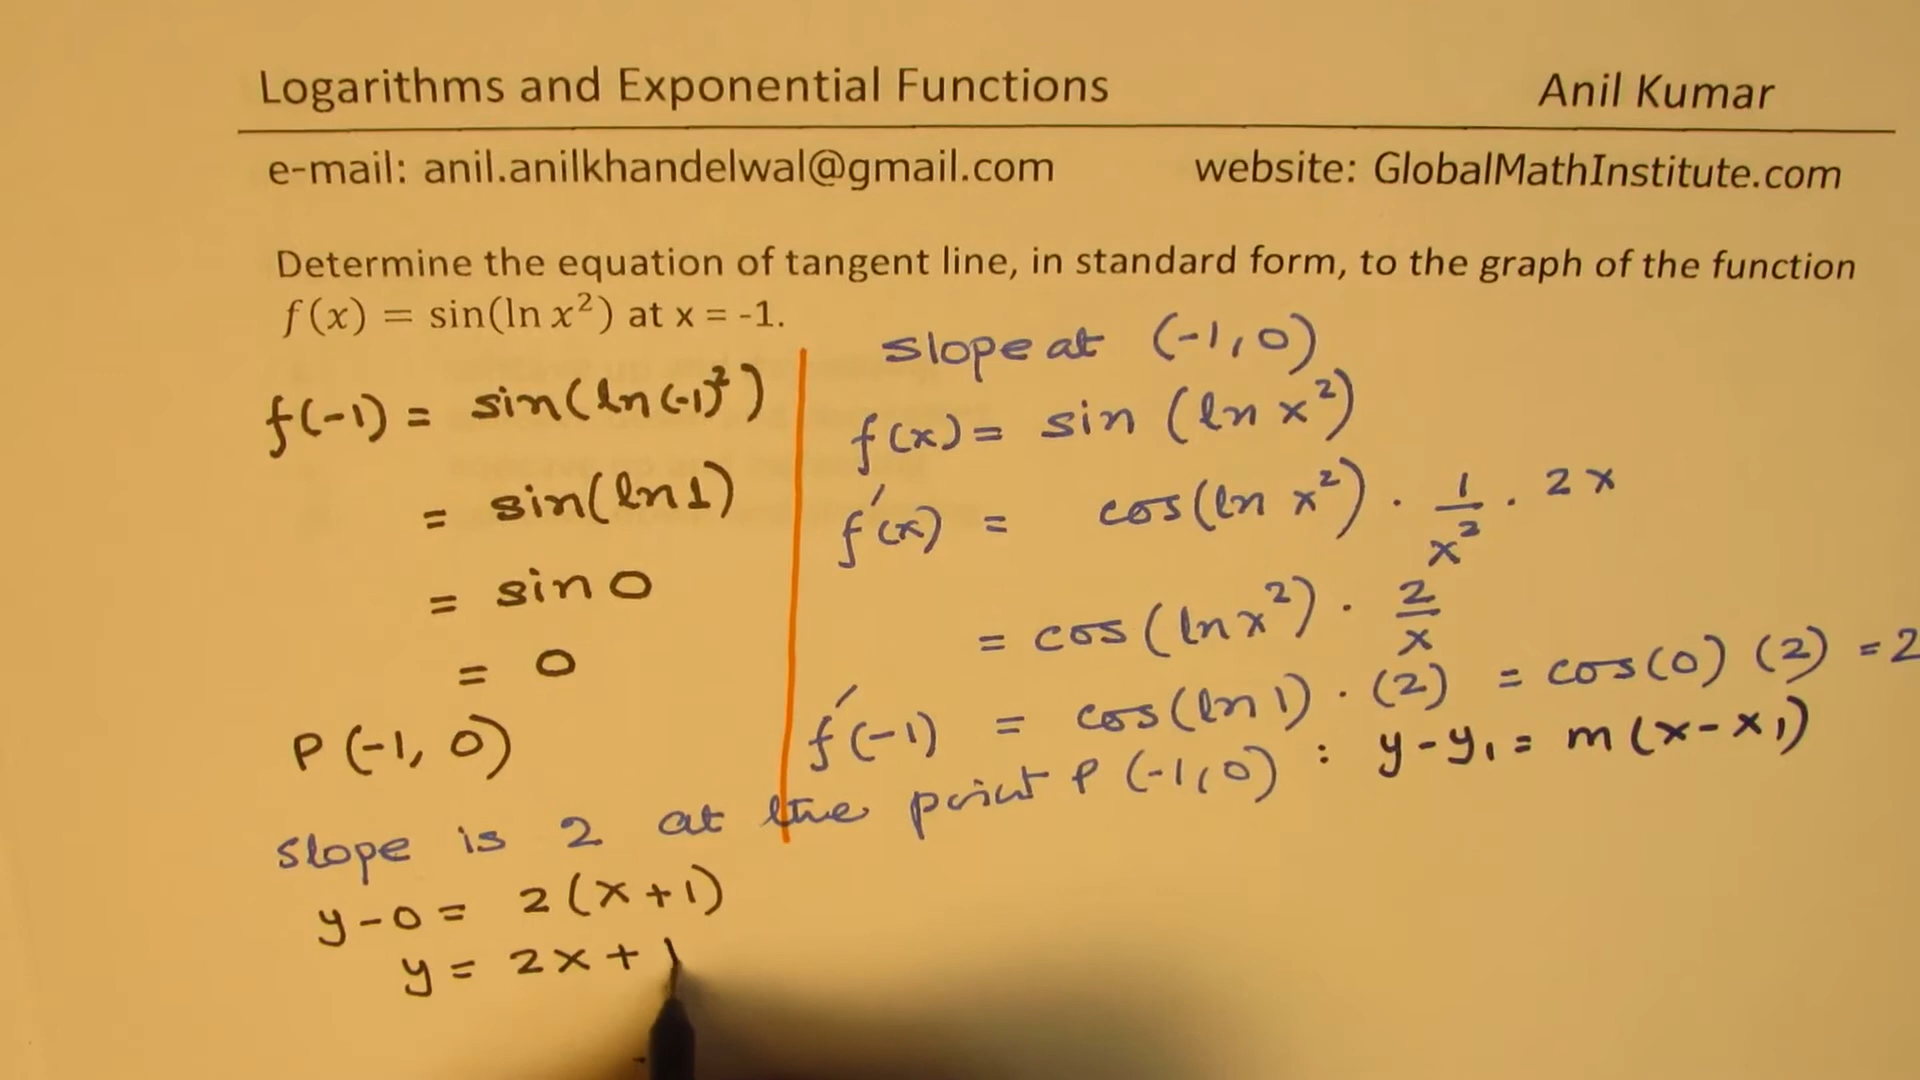 Logarithms and Exponential Functions Anil Kumar
e-mail: anil.anilkhandelwal@gmail.com website: GlobalMathInstitute.com
Determine the equation of tangent line, in standard form, to the graph of the function
f(x) = sin(ln x²) at x = -1.
f(-1) = sin(ln(-1)²)
= sin(ln1)
= sin 0
= 0
P(-1, 0)
slope at (-1, 0)
f(x) = sin (ln x²)
f'(x) = cos(ln x²) · 1/x² · 2x
= cos(ln x²) · 2/x
f'(-1) = cos(ln 1) · (2) = cos(0) (2) = 2
slope is 2 at the point P(-1, 0) : y - y₁ = m(x - x₁)
y - 0 = 2(x + 1)
y = 2x + 1